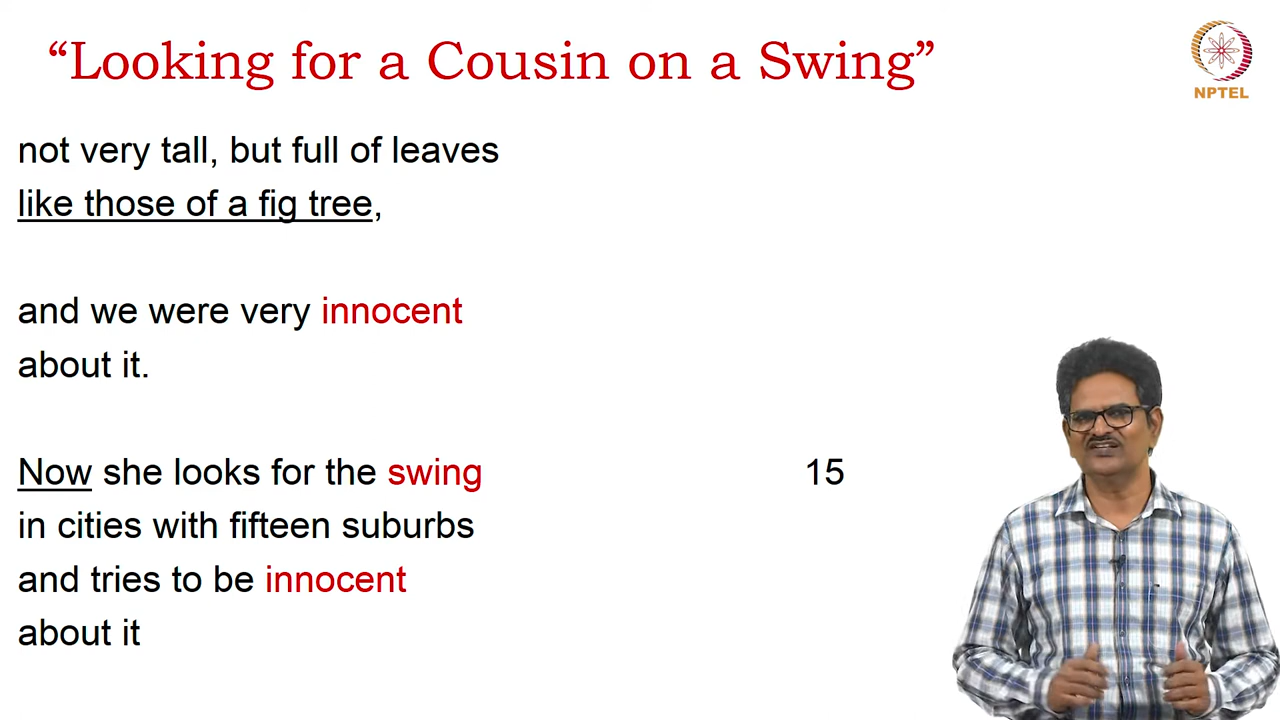 “Looking for a Cousin on a Swing”
NPTEL
not very tall, but full of leaves
like those of a fig tree,
and we were very innocent
about it.
Now she looks for the swing 15
in cities with fifteen suburbs
and tries to be innocent
about it